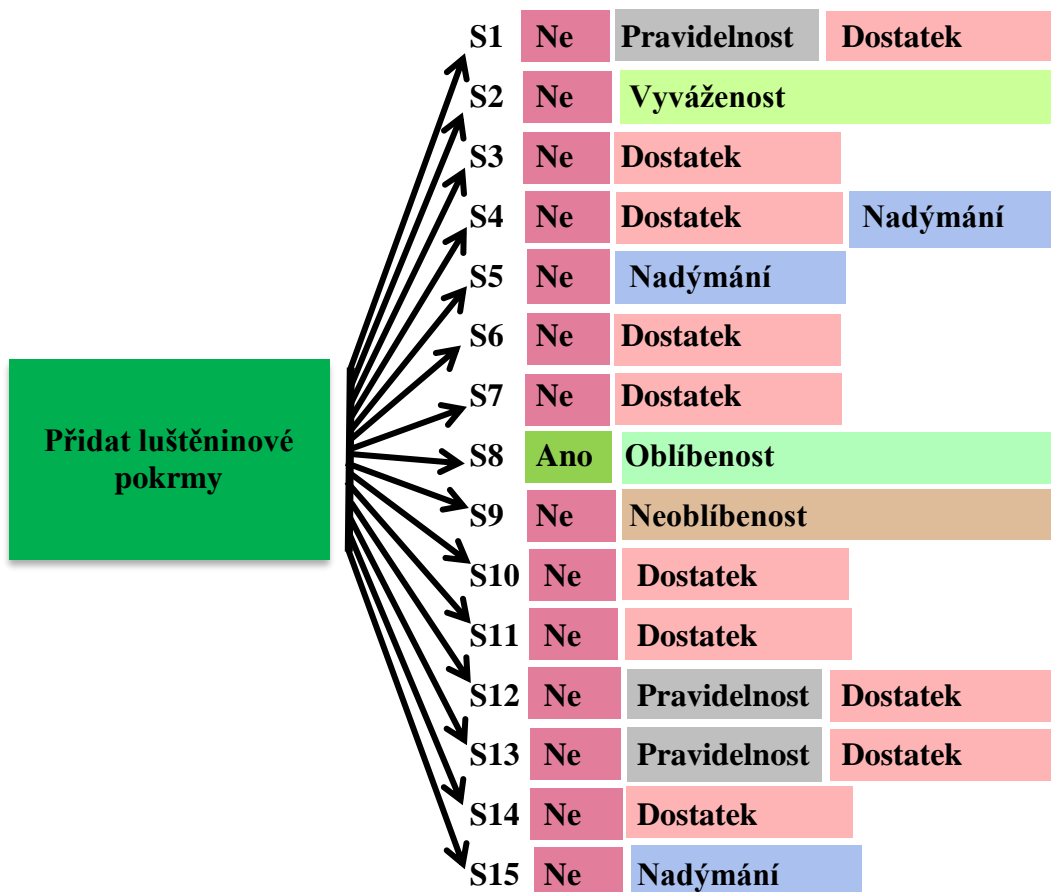 S1 Ne Pravidelnost Dostatek
S2 Ne Vyváženost
S3 Ne Dostatek
S4 Ne Dostatek Nadýmání
S5 Ne Nadýmání
S6 Ne Dostatek
S7 Ne Dostatek
Přidat luštěninové
pokrmy
S8 Ano Oblíbenost
S9 Ne Neoblíbenost
S10 Ne Dostatek
S11 Ne Dostatek
S12 Ne Pravidelnost Dostatek
S13 Ne Pravidelnost Dostatek
S14 Ne Dostatek
S15 Ne Nadýmání